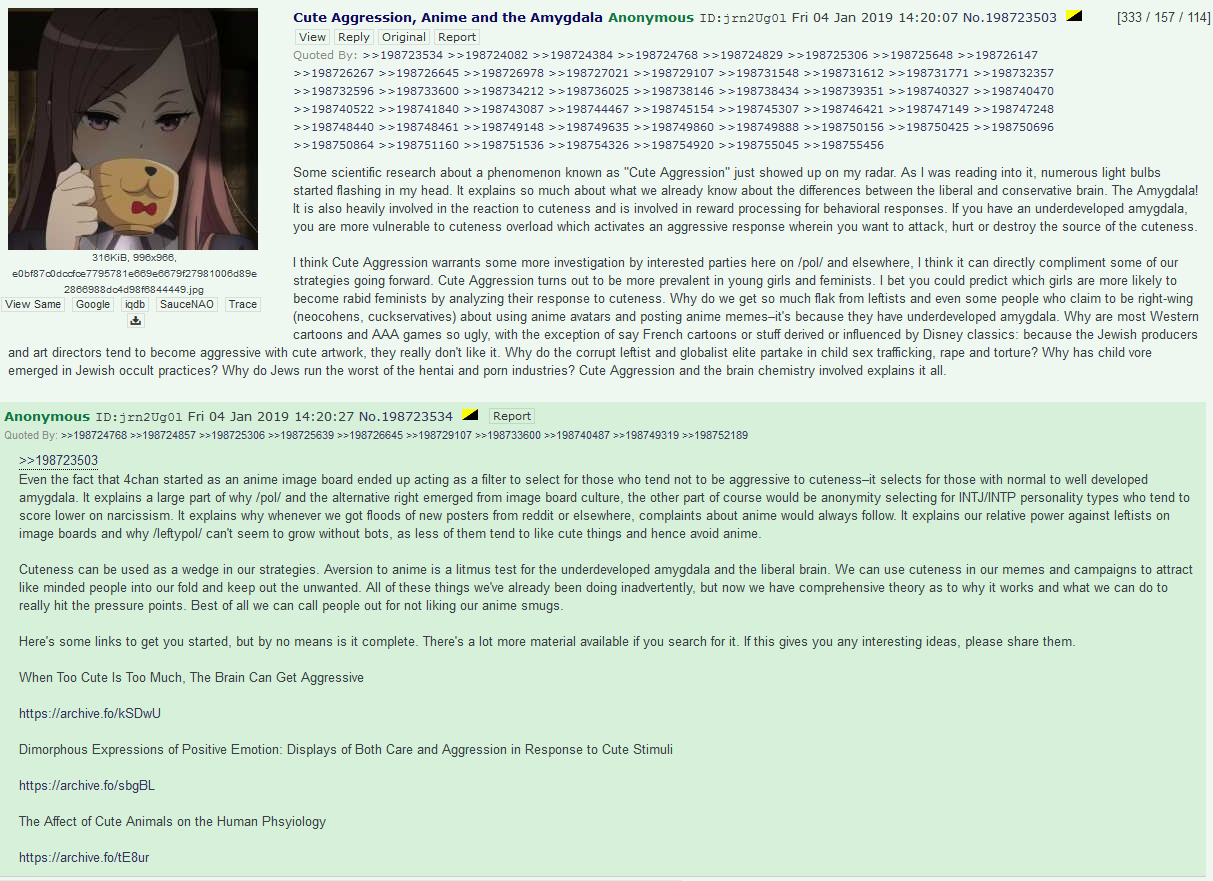 Cute Aggression, Anime and the Amygdala Anonymous ID:jrn2Ug0l Fri 04 Jan 2019 14:20:07 No.198723503 [333 / 157 / 114]
View Reply Original Report
Quoted By: >>198723534 >>198724082 >>198724384 >>198724768 >>198724829 >>198725306 >>198725648 >>198726147
>>198726267 >>198726645 >>198726978 >>198727021 >>198729107 >>198731548 >>198731612 >>198731771 >>198732357
>>198732596 >>198733600 >>198734212 >>198736025 >>198738146 >>198738434 >>198739351 >>198740327 >>198740470
>>198740522 >>198741840 >>198743087 >>198744467 >>198745154 >>198745307 >>198746421 >>198747149 >>198747248
>>198748440 >>198748461 >>198749148 >>198749635 >>198749860 >>198749888 >>198750156 >>198750425 >>198750696
>>198750864 >>198751160 >>198751536 >>198754326 >>198754920 >>198755045 >>198755456
316KiB, 996x966,
e0bf87c0dccfce7795781e669e6679f27981006d89e
2866988dc4d98f6844449.jpg
View Same Google iqdb SauceNAO Trace
Some scientific research about a phenomenon known as "Cute Aggression" just showed up on my radar. As I was reading into it, numerous light bulbs
started flashing in my head. It explains so much about what we already know about the differences between the liberal and conservative brain. The Amygdala!
It is also heavily involved in the reaction to cuteness and is involved in reward processing for behavioral responses. If you have an underdeveloped amygdala,
you are more vulnerable to cuteness overload which activates an aggressive response wherein you want to attack, hurt or destroy the source of the cuteness.
I think Cute Aggression warrants some more investigation by interested parties here on /pol/ and elsewhere, I think it can directly compliment some of our
strategies going forward. Cute Aggression turns out to be more prevalent in young girls and feminists. I bet you could predict which girls are more likely to
become rabid feminists by analyzing their response to cuteness. Why do we get so much flak from leftists and even some people who claim to be right-wing
(neocohens, cuckservatives) about using anime avatars and posting anime memes–it's because they have underdeveloped amygdala. Why are most Western
cartoons and AAA games so ugly, with the exception of say French cartoons or stuff derived or influenced by Disney classics: because the Jewish producers
and art directors tend to become aggressive with cute artwork, they really don't like it. Why do the corrupt leftist and globalist elite partake in child sex trafficking, rape and torture? Why has child vore
emerged in Jewish occult practices? Why do Jews run the worst of the hentai and porn industries? Cute Aggression and the brain chemistry involved explains it all.
Anonymous ID:jrn2Ug0l Fri 04 Jan 2019 14:20:27 No.198723534 Report
Quoted By: >>198724768 >>198724857 >>198725306 >>198725639 >>198726645 >>198729107 >>198733600 >>198740487 >>198749319 >>198752189
>>198723503
Even the fact that 4chan started as an anime image board ended up acting as a filter to select for those who tend not to be aggressive to cuteness–it selects for those with normal to well developed
amygdala. It explains a large part of why /pol/ and the alternative right emerged from image board culture, the other part of course would be anonymity selecting for INTJ/INTP personality types who tend to
score lower on narcissism. It explains why whenever we got floods of new posters from reddit or elsewhere, complaints about anime would always follow. It explains our relative power against leftists on
image boards and why /leftypol/ can't seem to grow without bots, as less of them tend to like cute things and hence avoid anime.
Cuteness can be used as a wedge in our strategies. Aversion to anime is a litmus test for the underdeveloped amygdala and the liberal brain. We can use cuteness in our memes and campaigns to attract
like minded people into our fold and keep out the unwanted. All of these things we've already been doing inadvertently, but now we have comprehensive theory as to why it works and what we can do to
really hit the pressure points. Best of all we can call people out for not liking our anime smugs.
Here's some links to get you started, but by no means is it complete. There's a lot more material available if you search for it. If this gives you any interesting ideas, please share them.
When Too Cute Is Too Much, The Brain Can Get Aggressive
https://archive.fo/kSDwU
Dimorphous Expressions of Positive Emotion: Displays of Both Care and Aggression in Response to Cute Stimuli
https://archive.fo/sbgBL
The Affect of Cute Animals on the Human Phsyiology
https://archive.fo/tE8ur